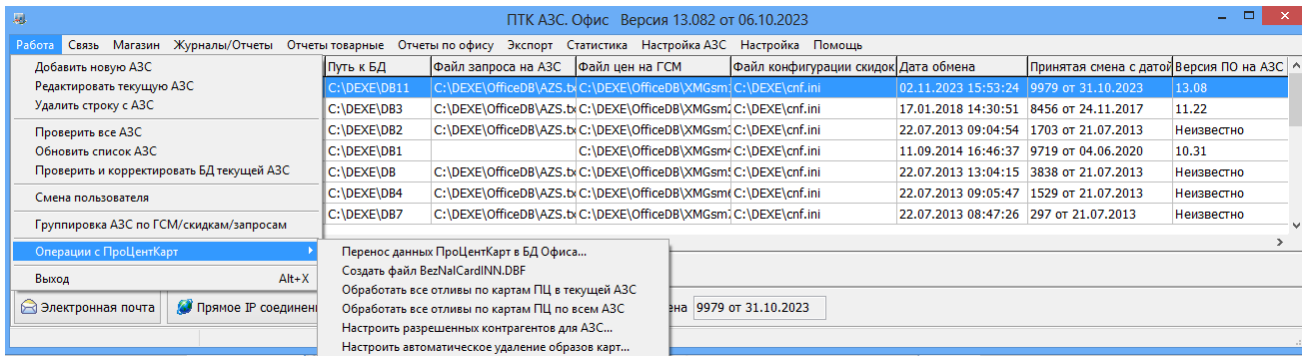 ПТК АЗС. Офис Версия 13.082 от 06.10.2023
Работа Связь Магазин Журналы/Отчеты Отчеты товарные Отчеты по офису Экспорт Статистика Настройка АЗС Настройка Помощь
Добавить новую АЗС
Редактировать текущую АЗС
Удалить строку с АЗС
Проверить все АЗС
Обновить список АЗС
Проверить и корректировать БД текущей АЗС
Смена пользователя
Группировка АЗС по ГСМ/скидкам/запросам
Операции с ПроЦентКарт
Выход Alt+X
Путь к БД Файл запроса на АЗС Файл цен на ГСМ Файл конфигурации скидок Дата обмена Принятая смена с датой Версия ПО на АЗС
C:\DEXE\DB11 C:\DEXE\OfficeDB\AZS.tx C:\DEXE\OfficeDB\XMGsm C:\DEXE\cnf.ini 02.11.2023 15:53:24 9979 от 31.10.2023 13.08
C:\DEXE\DB3 C:\DEXE\OfficeDB\AZS.tx C:\DEXE\OfficeDB\XMGsm C:\DEXE\cnf.ini 17.01.2018 14:30:51 8456 от 24.11.2017 11.22
C:\DEXE\DB2 C:\DEXE\OfficeDB\AZS.tx C:\DEXE\OfficeDB\XMGsm C:\DEXE\cnf.ini 22.07.2013 09:04:54 1703 от 21.07.2013 Неизвестно
C:\DEXE\DB1 C:\DEXE\OfficeDB\XMGsm C:\DEXE\cnf.ini 11.09.2014 16:46:37 9719 от 04.06.2020 10.31
C:\DEXE\DB C:\DEXE\OfficeDB\AZS.tx C:\DEXE\OfficeDB\XMGsm C:\DEXE\cnf.ini 22.07.2013 13:04:15 3838 от 21.07.2013 Неизвестно
C:\DEXE\DB4 C:\DEXE\OfficeDB\AZS.tx C:\DEXE\OfficeDB\XMGsm C:\DEXE\cnf.ini 22.07.2013 09:05:47 1529 от 21.07.2013 Неизвестно
C:\DEXE\DB7 C:\DEXE\OfficeDB\AZS.tx C:\DEXE\OfficeDB\XMGsm C:\DEXE\cnf.ini 22.07.2013 08:47:26 297 от 21.07.2013 Неизвестно
Перенос данных ПроЦентКарт в БД Офиса...
Создать файл BezNalCardINN.DBF
Обработать все отливы по картам ПЦ в текущей АЗС
Обработать все отливы по картам ПЦ по всем АЗС
Настроить разрешенных контрагентов для АЗС...
Настроить автоматическое удаление образов карт...
Электронная почта Прямое IP соединен ена 9979 от 31.10.2023